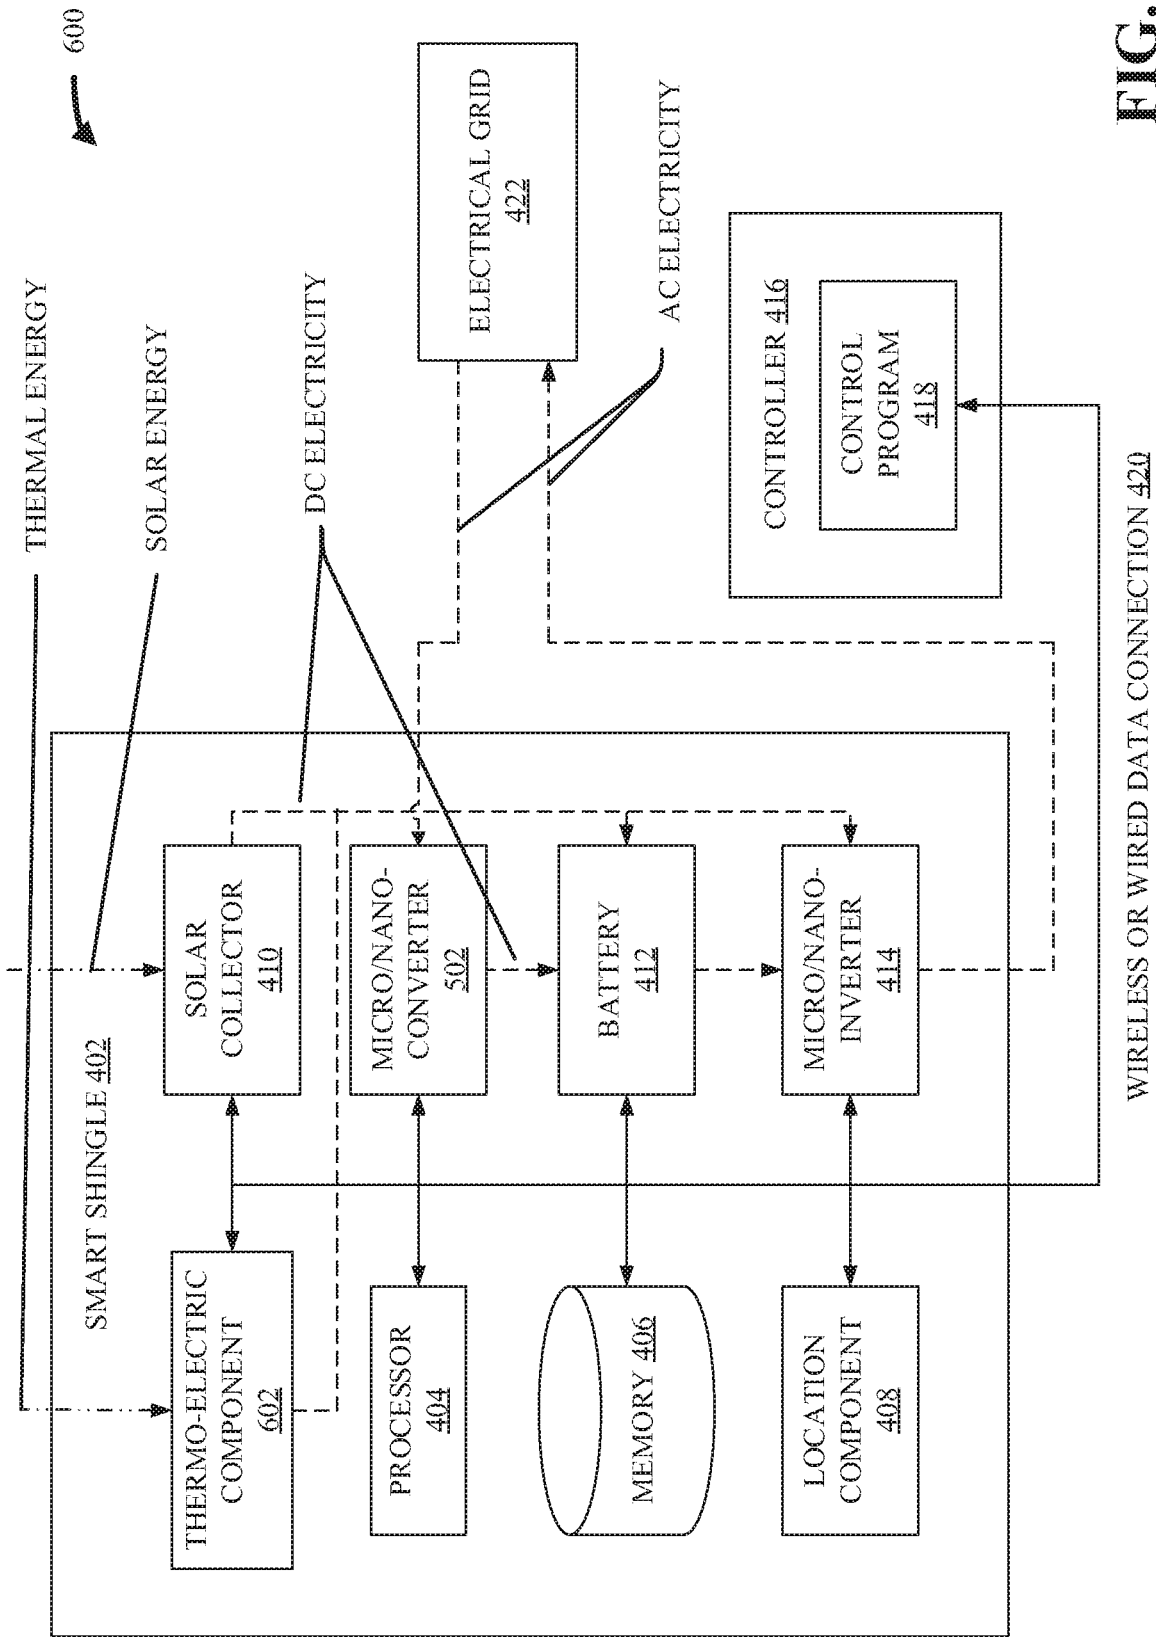 THERMAL ENERGY
600
SMART SHINGLE 402
SOLAR ENERGY
THERMO-ELECTRIC
COMPONENT
602
SOLAR
COLLECTOR
410
DC ELECTRICITY
PROCESSOR
404
MICRO/NANO-
CONVERTER
502
ELECTRICAL GRID
422
MEMORY 406
BATTERY
412
AC ELECTRICITY
LOCATION
COMPONENT
408
MICRO/NANO-
INVERTER
414
CONTROLLER 416
CONTROL
PROGRAM
418
WIRELESS OR WIRED DATA CONNECTION 420
FIG.